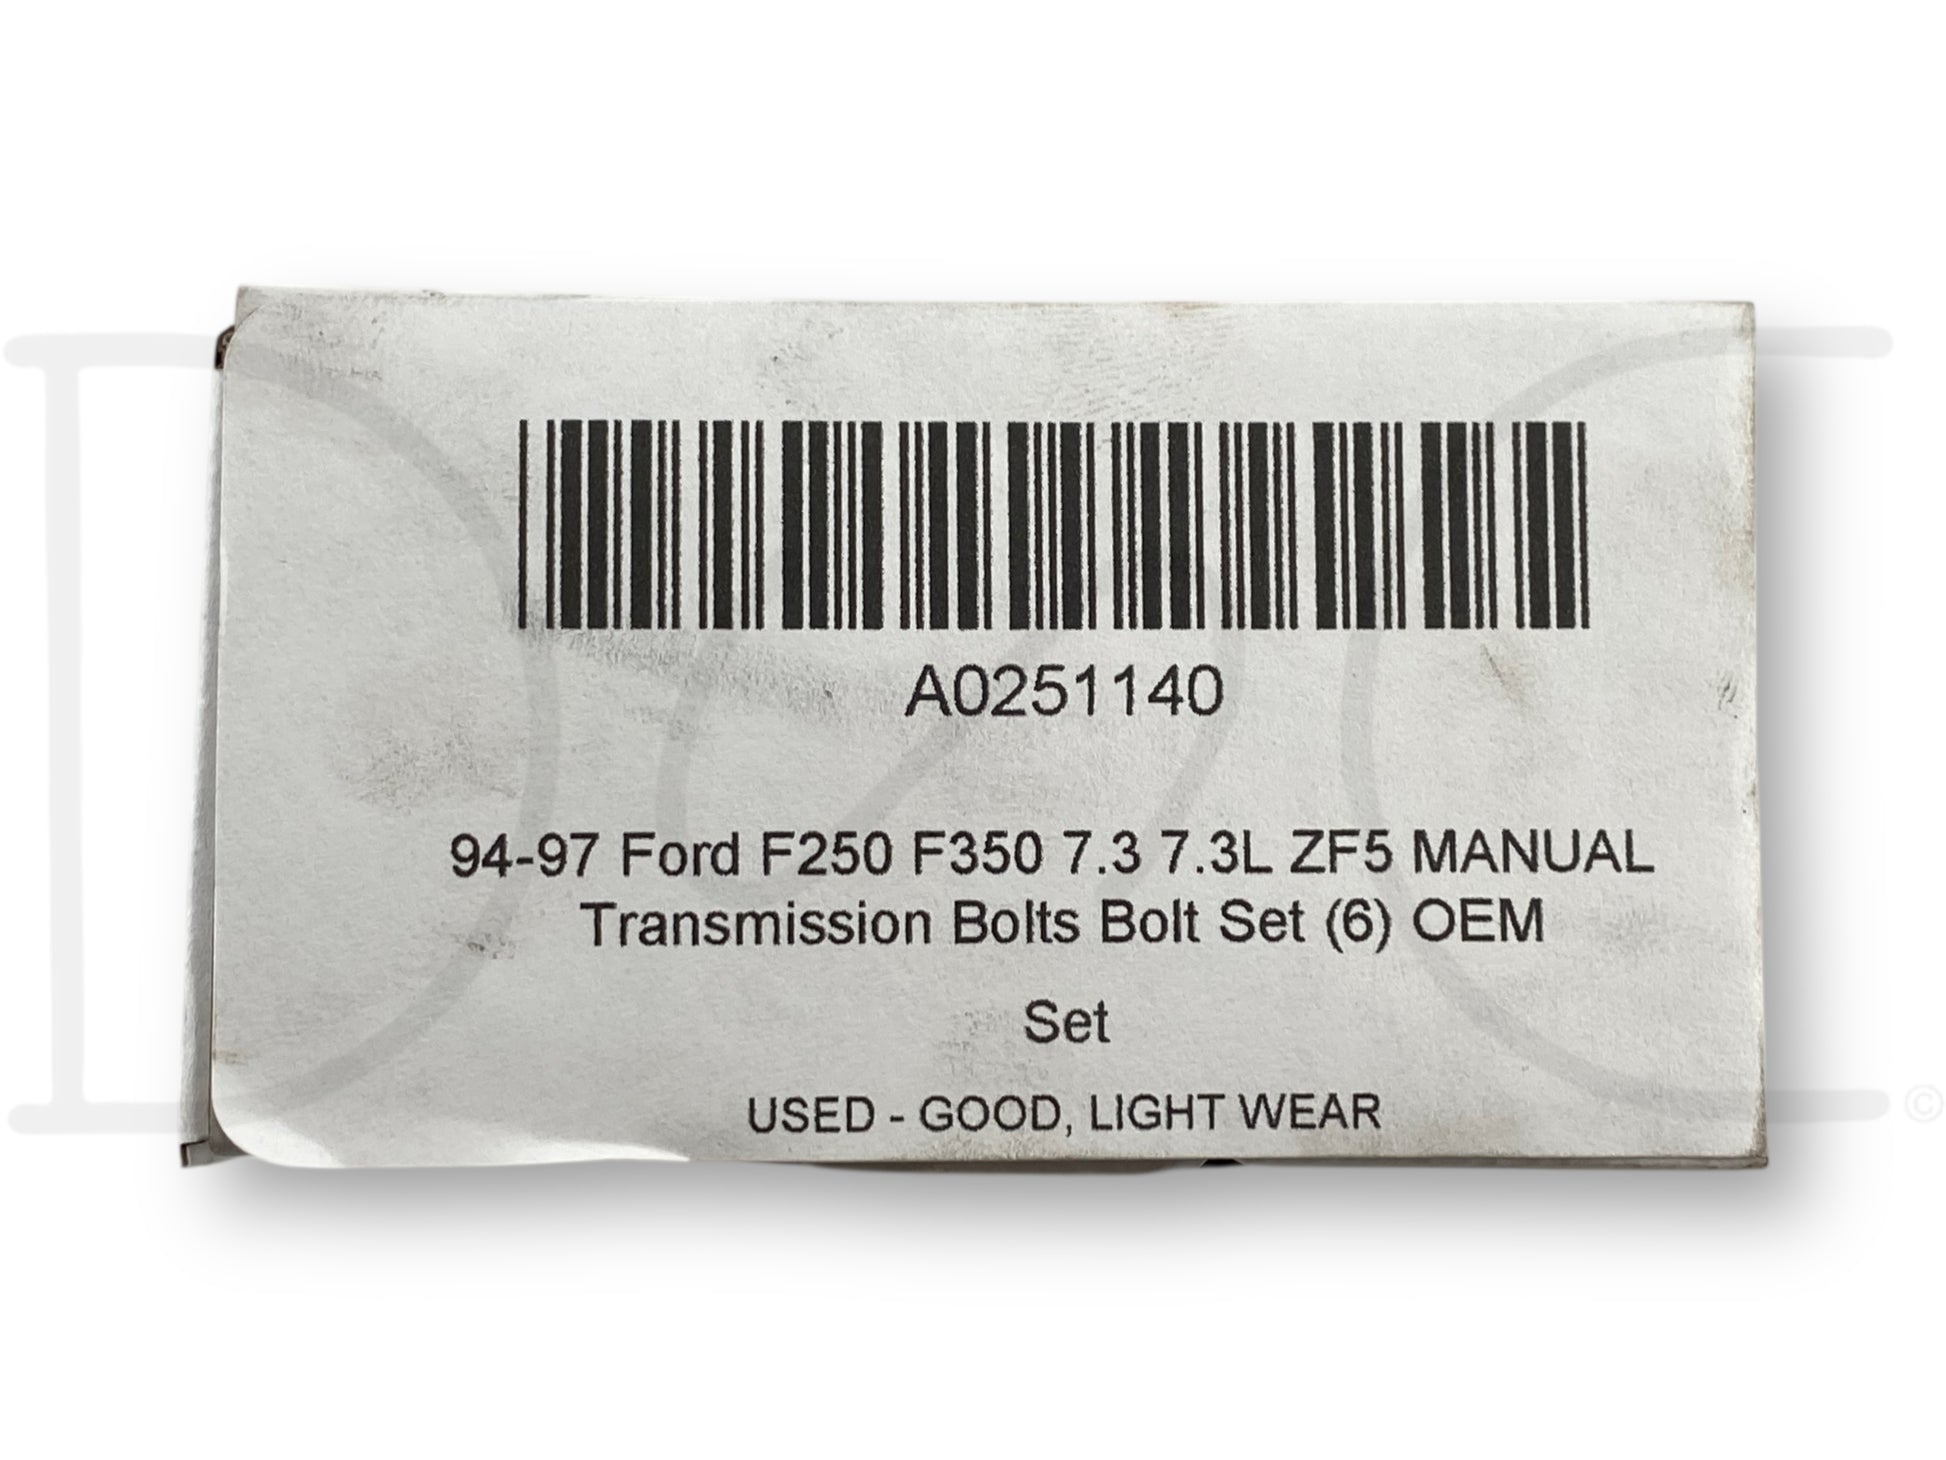 A0251140
94-97 Ford F250 F350 7.3 7.3L ZF5 MANUAL
Transmission Bolts Bolt Set (6) OEM
Set
USED - GOOD, LIGHT WEAR
©